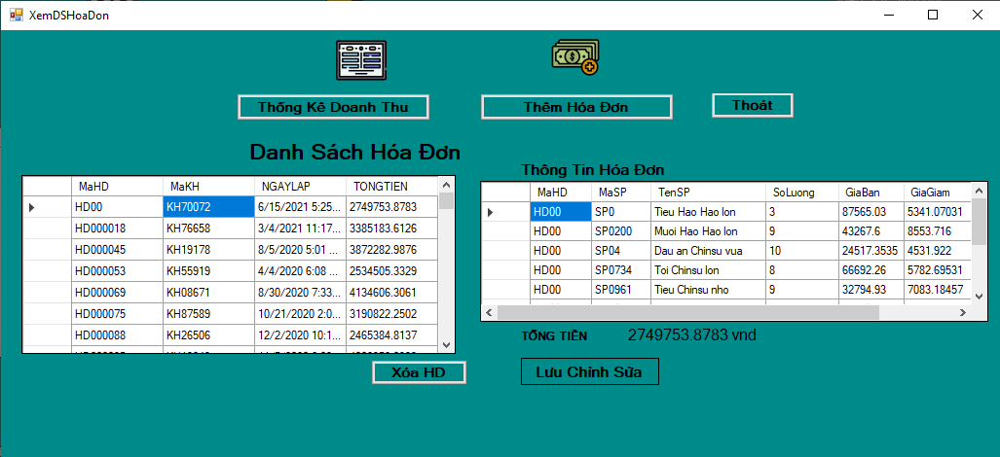 XemDSHoaDon
Thống Kê Doanh Thu
Thêm Hóa Đơn
Thoát
Danh Sách Hóa Đơn
MaHD MaKH NGAYLAP TONGTIEN
HD00 KH70072 6/15/2021 5:25... 2749753.8783
HD000018 KH76658 3/4/2021 11:17... 3385183.6126
HD000045 KH19178 8/5/2020 5:01 ... 3872282.9876
HD000053 KH55919 4/4/2020 6:08 ... 2534505.3329
HD000069 KH08671 8/30/2020 7:33... 4134606.3061
HD000075 KH87589 10/21/2020 2:0... 3190822.2502
HD000088 KH26506 12/2/2020 10:1... 2465384.8137
Xóa HD
Thông Tin Hóa Đơn
MaHD MaSP TenSP SoLuong GiaBan GiaGiam
HD00 SP0 Tieu Hao Hao lon 3 87565.03 5341.07031
HD00 SP0200 Muoi Hao Hao lon 9 43267.6 8553.716
HD00 SP04 Dau an Chinsu vua 10 24517.3535 4531.922
HD00 SP0734 Toi Chinsu lon 8 66692.26 5782.69531
HD00 SP0961 Tieu Chinsu nho 9 32794.93 7083.18457
TỔNG TIỀN 2749753.8783 vnd
Lưu Chỉnh Sửa